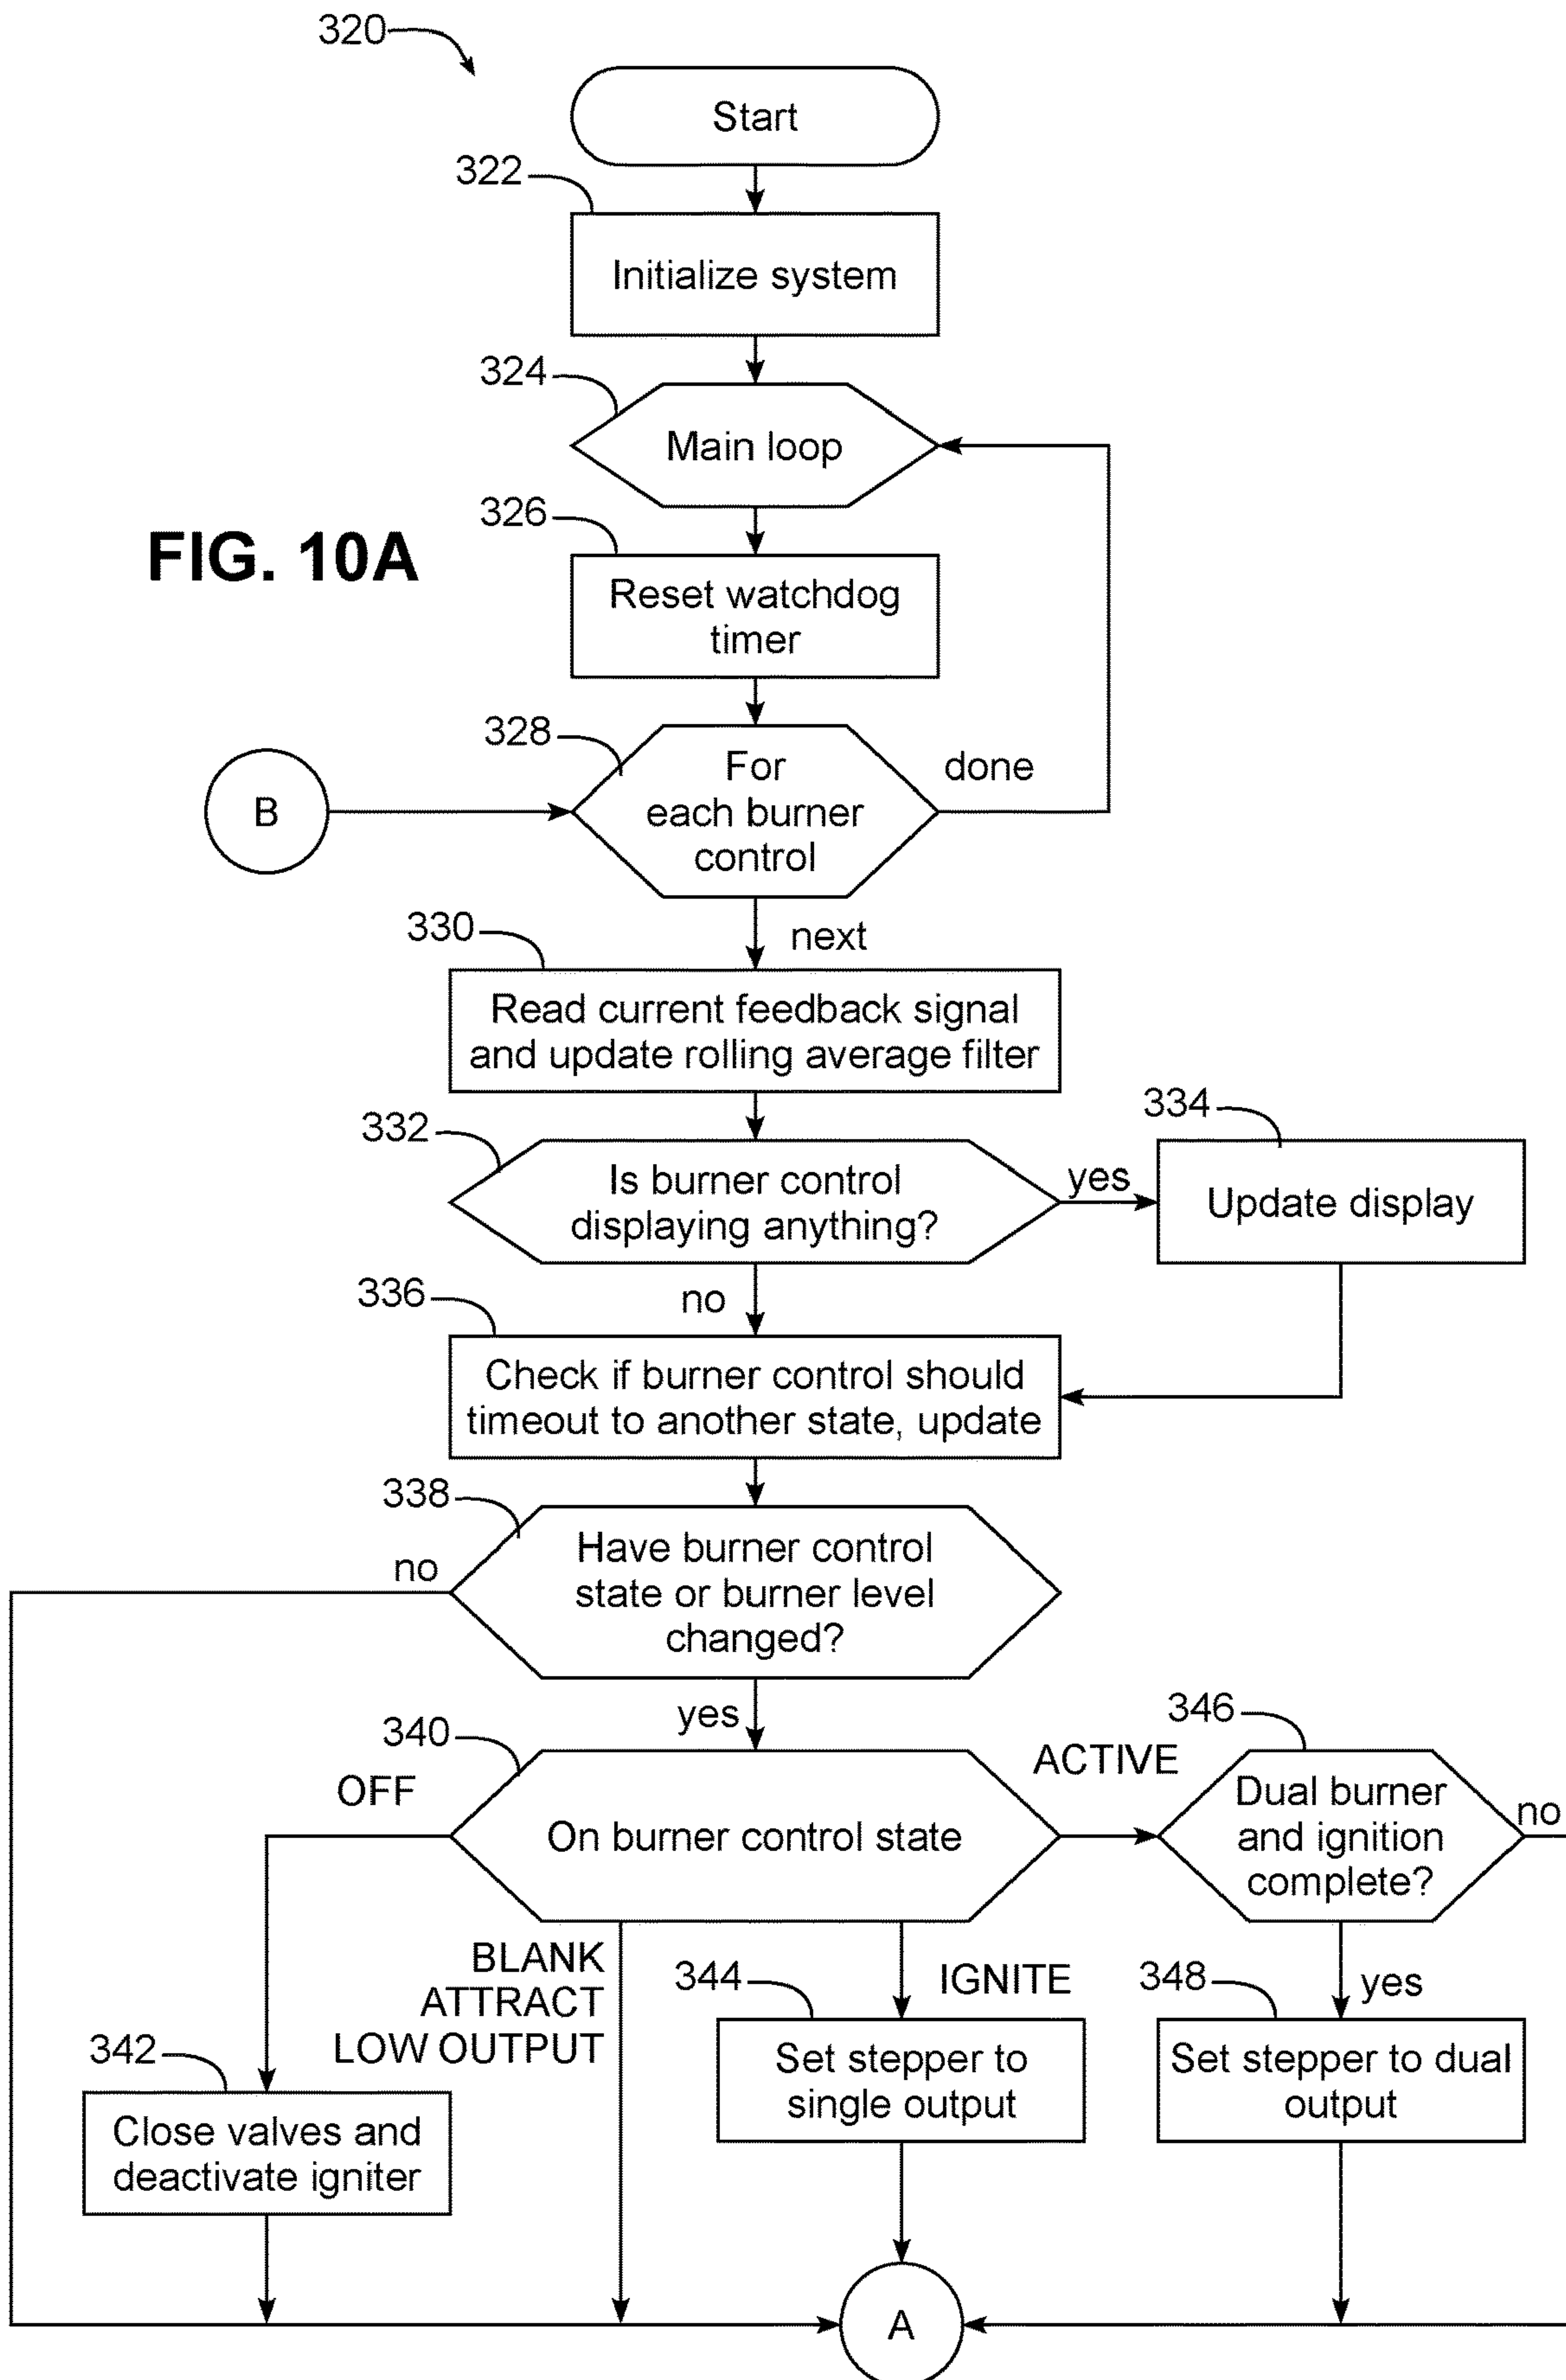 320
Start
322
Initialize system
324
Main loop
326
FIG. 10A
Reset watchdog
timer
328
For
each burner
control
done
B
330
next
Read current feedback signal
and update rolling average filter
332
334
Is burner control
displaying anything?
yes
Update display
336
no
Check if burner control should
timeout to another state, update
338
no
Have burner control
state or burner level
changed?
yes
340
346
OFF
ACTIVE
On burner control state
Dual burner
and ignition
complete?
no
BLANK
ATTRACT
LOW OUTPUT
344
IGNITE
348
yes
342
Set stepper to
single output
Set stepper to dual
output
Close valves and
deactivate igniter
A